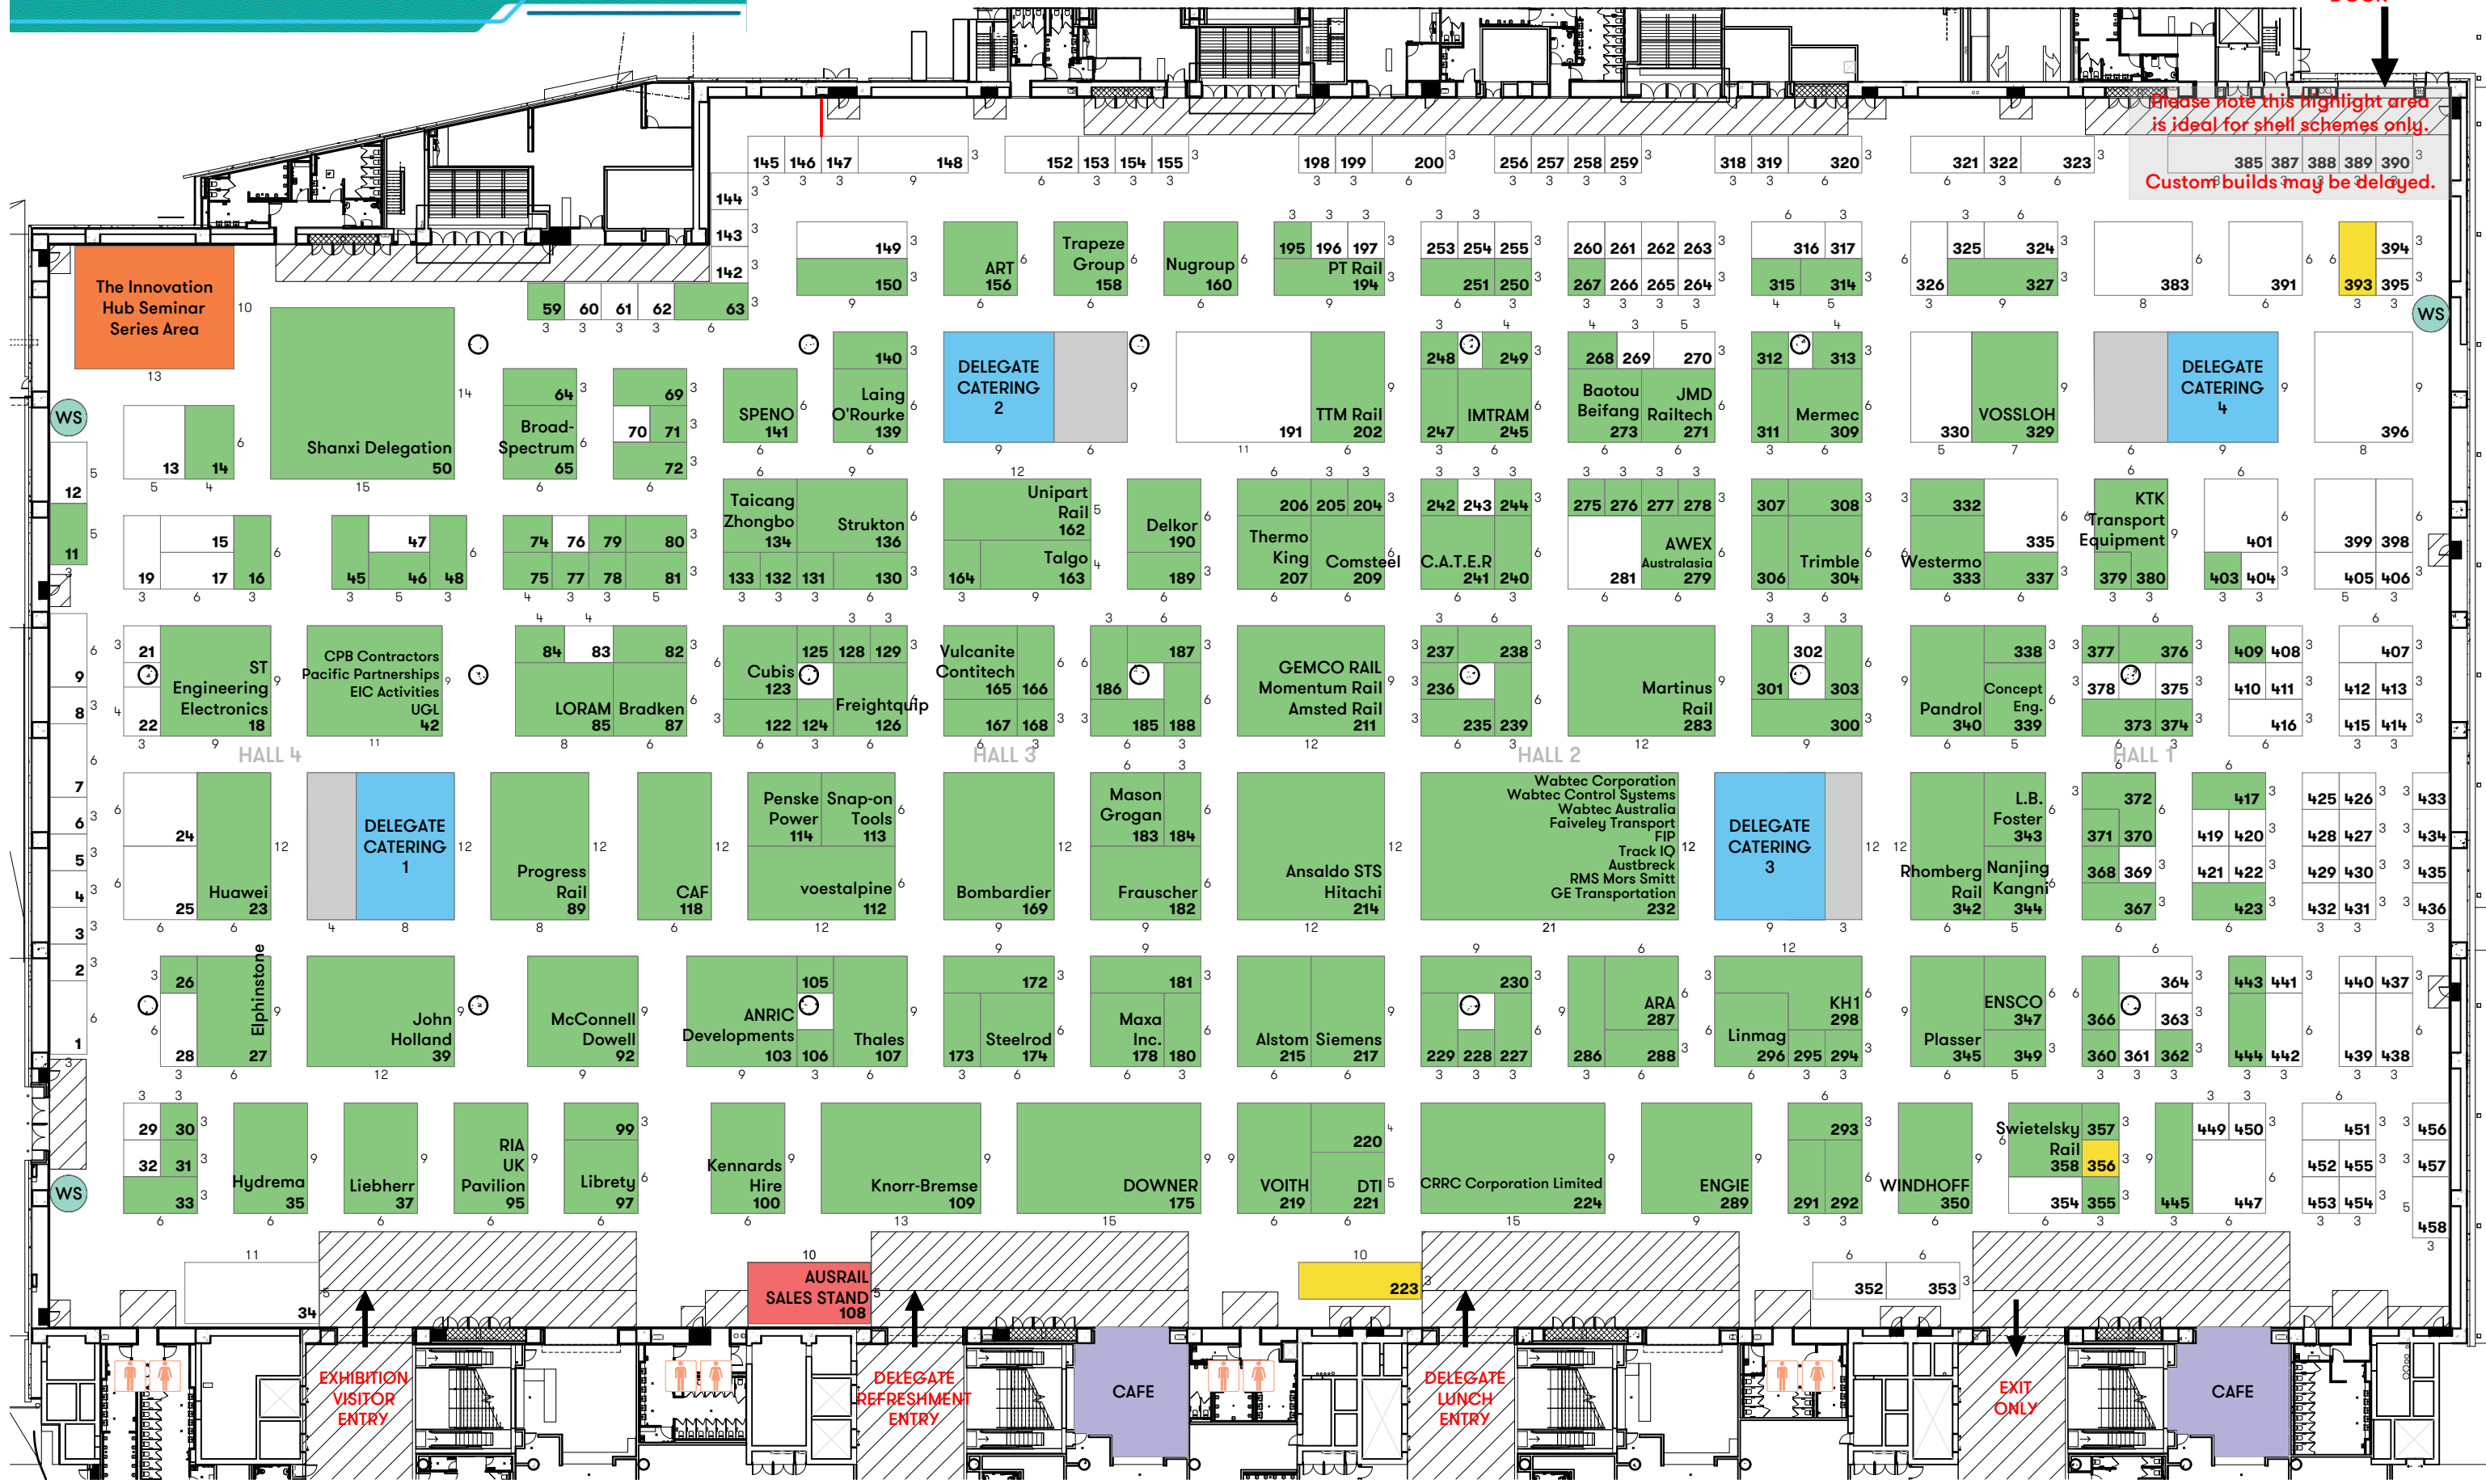 Please note this highlight area
is ideal for shell schemes only.
Custom builds may be delayed.
145 146 147 148 152 153 154 155 198 199 200 256 257 258 259 318 319 320 321 322 323 385 387 388 389 390
144
143
142
149
150
ART
156
Trapeze
Group
158
Nugroup
160
195 196 197
PT Rail
194
253 254 255
251 250
260 261 262 263
267 266 265 264
316 317
315 314
325 324
326 327
383
391
393
394
395
WS
The Innovation
Hub Seminar
Series Area
59 60 61 62 63
WS
13 14
12
11
Shanxi Delegation
50
64
Broad-
Spectrum
65
69
70 71
72
SPENO
141
140
Laing
O'Rourke
139
DELEGATE
CATERING
2
191
TTM Rail
202
248 249
247
IMTRAM
245
268 269 270
Baotou
Beifang
273
JMD
Railtech
271
312 313
311
Mermec
309
330
VOSSLOH
329
DELEGATE
CATERING
4
396
15
19 17 16
47
45 46 48
74 76 79 80
75 77 78 81
Taicang
Zhongbo
134
Strukton
136
133 132 131 130
Unipart
Rail
162
164
Talgo
163
Delkor
190
189
206 205 204
Thermo
King
207
Comsteel
209
242 243 244
C.A.T.E.R
241 240
275 276 277 278
281
AWEX
Australasia
279
307 308
306
Trimble
304
332
335
Westermo
333
337
KTK
Transport
Equipment
379 380
401
403 404
399 398
405 406
9
8
21
22
ST
Engineering
Electronics
18
CPB Contractors
Pacific Partnerships
EIC Activities
UGL
42
84 83 82
LORAM
85
Bradken
87
Cubis
123
125 128 129
122 124
Freightquip
126
Vulcanite
Contitech
165 166
167 168
187
186
185 188
GEMCO RAIL
Momentum Rail
Amsted Rail
211
237 238
236
235 239
Martinus
Rail
283
302
301 303
300
338
Pandrol
340
Concept
Eng.
339
377 376
378 375
373 374
409 408
410 411
416
407
412 413
415 414
HALL 4
HALL 3
HALL 2
HALL 1
7
6
5
4
3
2
1
24
25
Huawei
23
DELEGATE
CATERING
1
Progress
Rail
89
CAF
118
Penske
Power
114
Snap-on
Tools
113
voestalpine
112
Bombardier
169
Mason
Grogan
183 184
Frauscher
182
Ansaldo STS
Hitachi
214
Wabtec Corporation
Wabtec Control Systems
Wabtec Australia
Faiveley Transport
FIP
Track IQ
Austbreck
RMS Mors Smitt
GE Transportation
232
DELEGATE
CATERING
3
Rhomberg
Rail
342
L.B.
Foster
343
Nanjing
Kangni
344
372
371 370
368 369
367
417
419 420
421 422
423
425 426
428 427
429 430
432 431
433
434
435
436
26
28
Elphinstone
27
John
Holland
39
McConnell
Dowell
92
ANRIC
Developments
103
105
106
Thales
107
172
173
Steelrod
174
181
Maxa
Inc.
178 180
Alstom
215
Siemens
217
230
229 228 227
ARA
287
286 288
Linmag
296
KH1
298
295 294
Plasser
345
ENSCO
347
349
364
366 363
360 361 362
443 441
444 442
440 437
439 438
29 30
32 31
33
Hydrema
35
Liebherr
37
RIA
UK
Pavilion
95
99
Librety
97
Kennards
Hire
100
Knorr-Bremse
109
DOWNER
175
VOITH
219
220
DTI
221
CRRC Corporation Limited
224
ENGIE
289
293
291 292
WINDHOFF
350
Swietelsky
Rail
358
357
356
354 355
445
449 450
447
451
452 455
453 454
456
457
458
WS
34
AUSRAIL
SALES STAND
108
223
352 353
EXHIBITION
VISITOR
ENTRY
DELEGATE
REFRESHMENT
ENTRY
CAFE
DELEGATE
LUNCH
ENTRY
EXIT
ONLY
CAFE